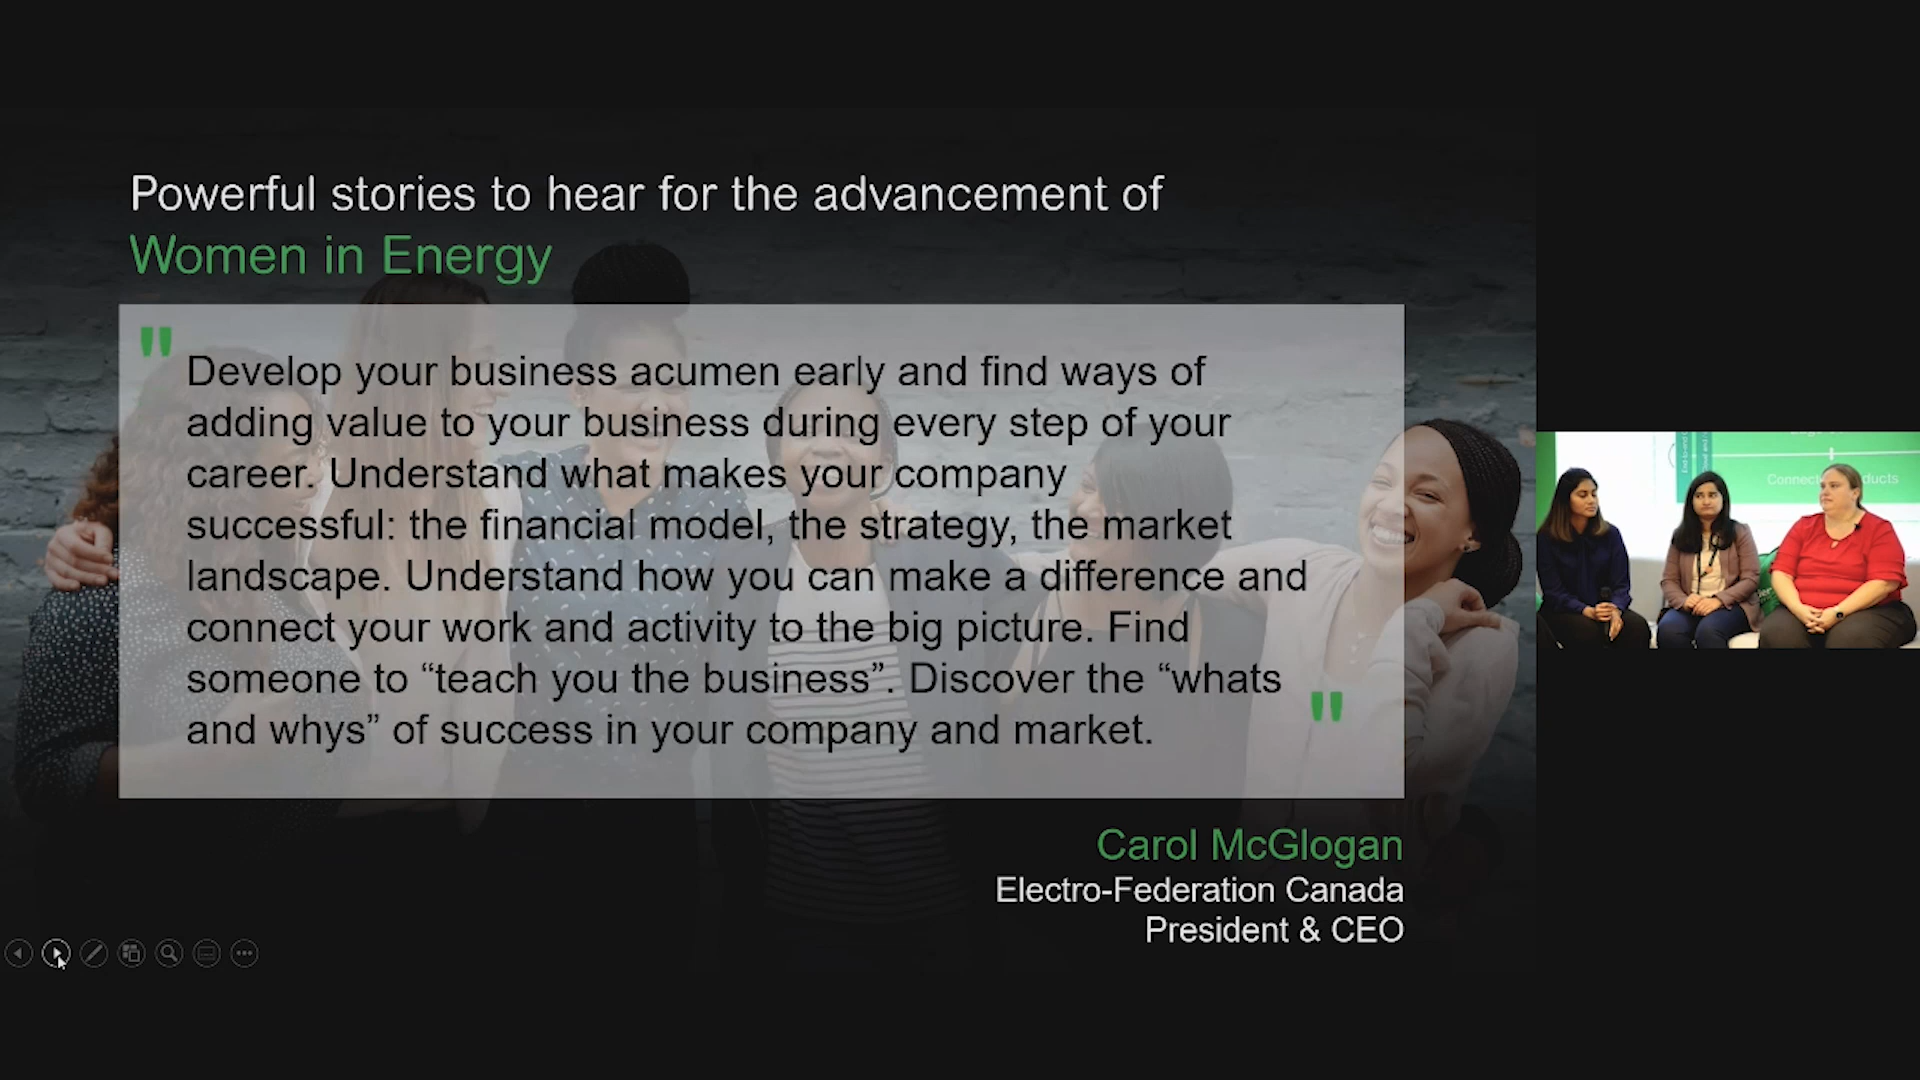 Powerful stories to hear for the advancement of
Women in Energy
"
Develop your business acumen early and find ways of
adding value to your business during every step of your
career. Understand what makes your company
successful: the financial model, the strategy, the market
landscape. Understand how you can make a difference and
connect your work and activity to the big picture. Find
someone to “teach you the business”. Discover the “whats
and whys” of success in your company and market.
"
Carol McGlogan
Electro-Federation Canada
President & CEO